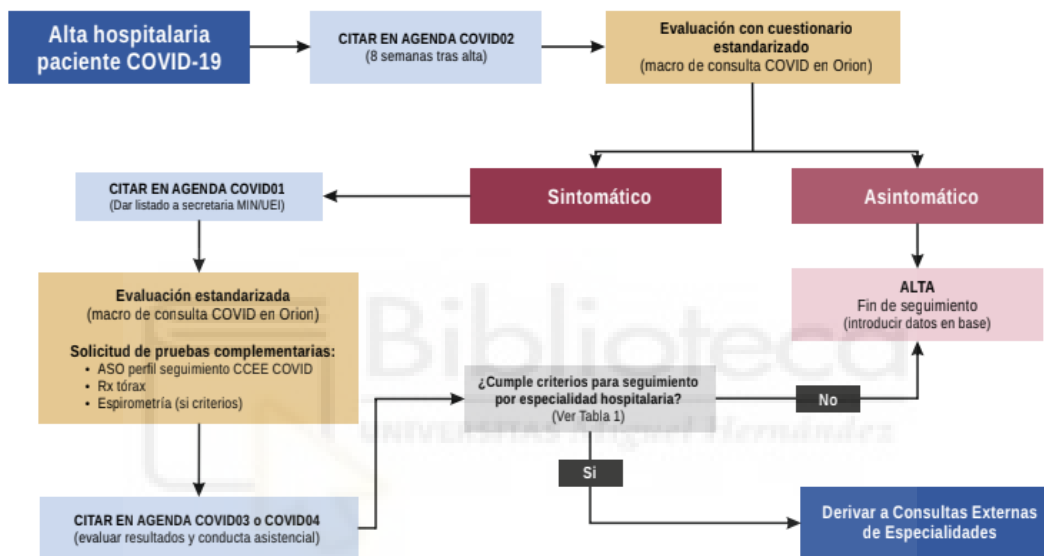 Alta hospitalaria
paciente COVID-19
CITAR EN AGENDA COVID02
(8 semanas tras alta)
Evaluación con cuestionario
estandarizado
(macro de consulta COVID en Orion)
CITAR EN AGENDA COVID01
(Dar listado a secretaria MIN/UEI)
Sintomático
Asintomático
Evaluación estandarizada
(macro de consulta COVID en Orion)
Solicitud de pruebas complementarias:
• ASO perfil seguimiento CCEE COVID
• Rx tórax
• Espirometría (si criterios)
ALTA
Fin de seguimiento
(introducir datos en base)
¿Cumple criterios para seguimiento
por especialidad hospitalaria?
(Ver Tabla 1)
No
Si
CITAR EN AGENDA COVID03 o COVID04
(evaluar resultados y conducta asistencial)
Derivar a Consultas Externas
de Especialidades
Biblioteca
UNIVERSITAS Miguel Hernández